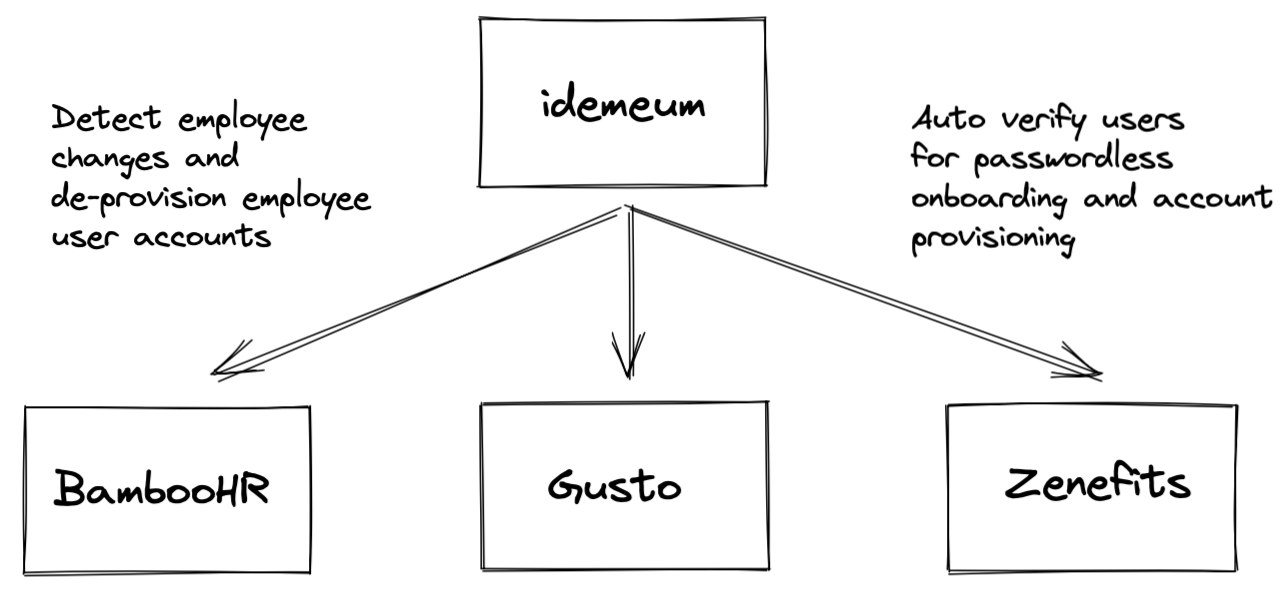 idemeum
Detect employee
changes and
de-provision employee
user accounts
Auto verify users
for passwordless
onboarding and account
provisioning
BambooHR
Gusto
Zenefits